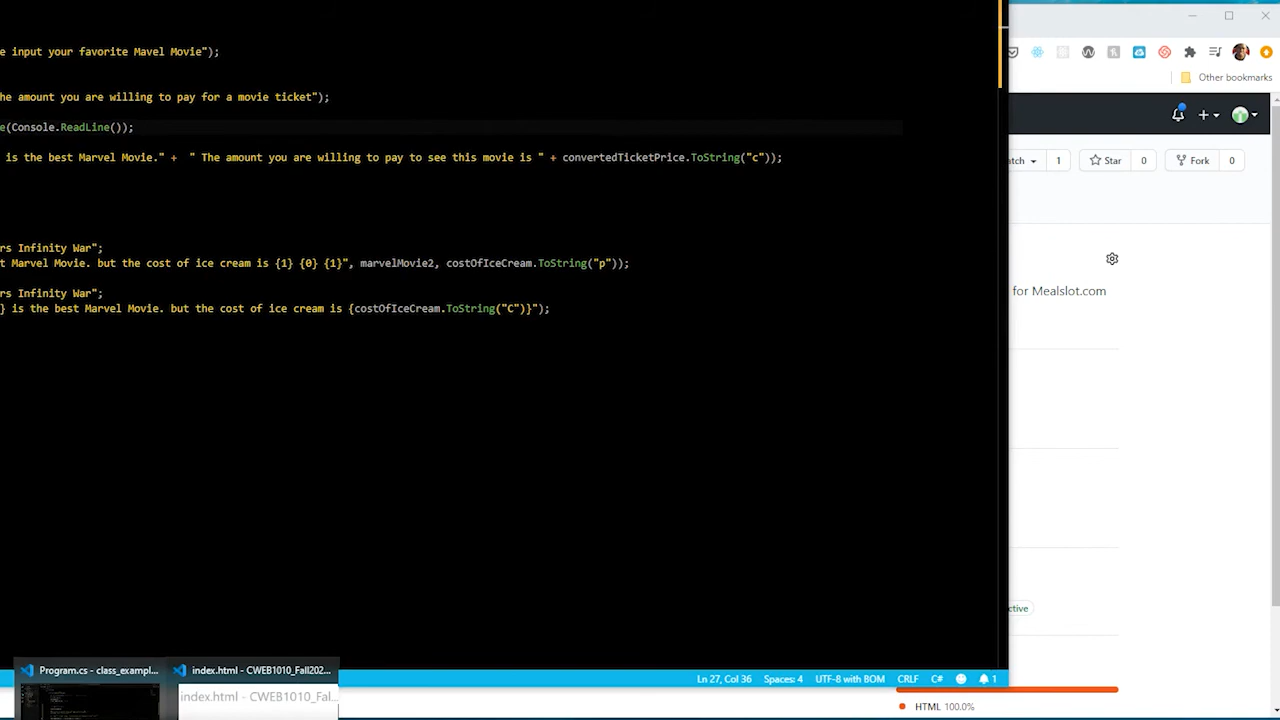 e input your favorite Mavel Movie");
he amount you are willing to pay for a movie ticket");
e(Console.ReadLine());
is the best Marvel Movie." + " The amount you are willing to pay to see this movie is " + convertedTicketPrice.ToString("c"));
rs Infinity War";
t Marvel Movie. but the cost of ice cream is {1} {0} {1}", marvelMovie2, costOfIceCream.ToString("p"));
rs Infinity War";
} is the best Marvel Movie. but the cost of ice cream is {costOfIceCream.ToString("C")}");
Other bookmarks
atch 1 Star 0 Fork 0
for Mealslot.com
ctive
Program.cs - class_exampl...
index.html - CWEB1010_Fall202...
index.html - CWEB1010_Fal...
Ln 27, Col 36 Spaces: 4 UTF-8 with BOM CRLF C# 1
HTML 100.0%